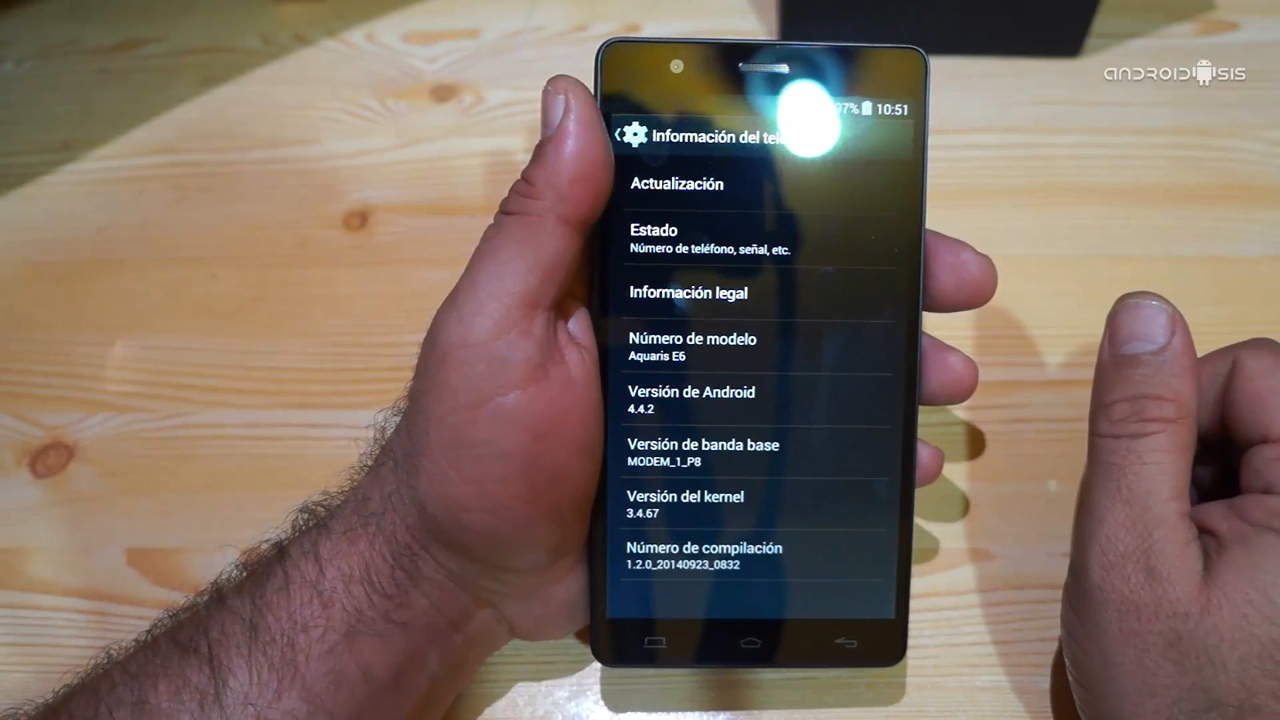 ANDROIDSIS
97% 10:51
Información del
Actualización
Estado
Número de teléfono, señal, etc.
Información legal
Número de modelo
Aquaris E6
Versión de Android
4.4.2
Versión de banda base
MODEM_1_P8
Versión del kernel
3.4.67
Número de compilación
1.2.0_20140923_0832